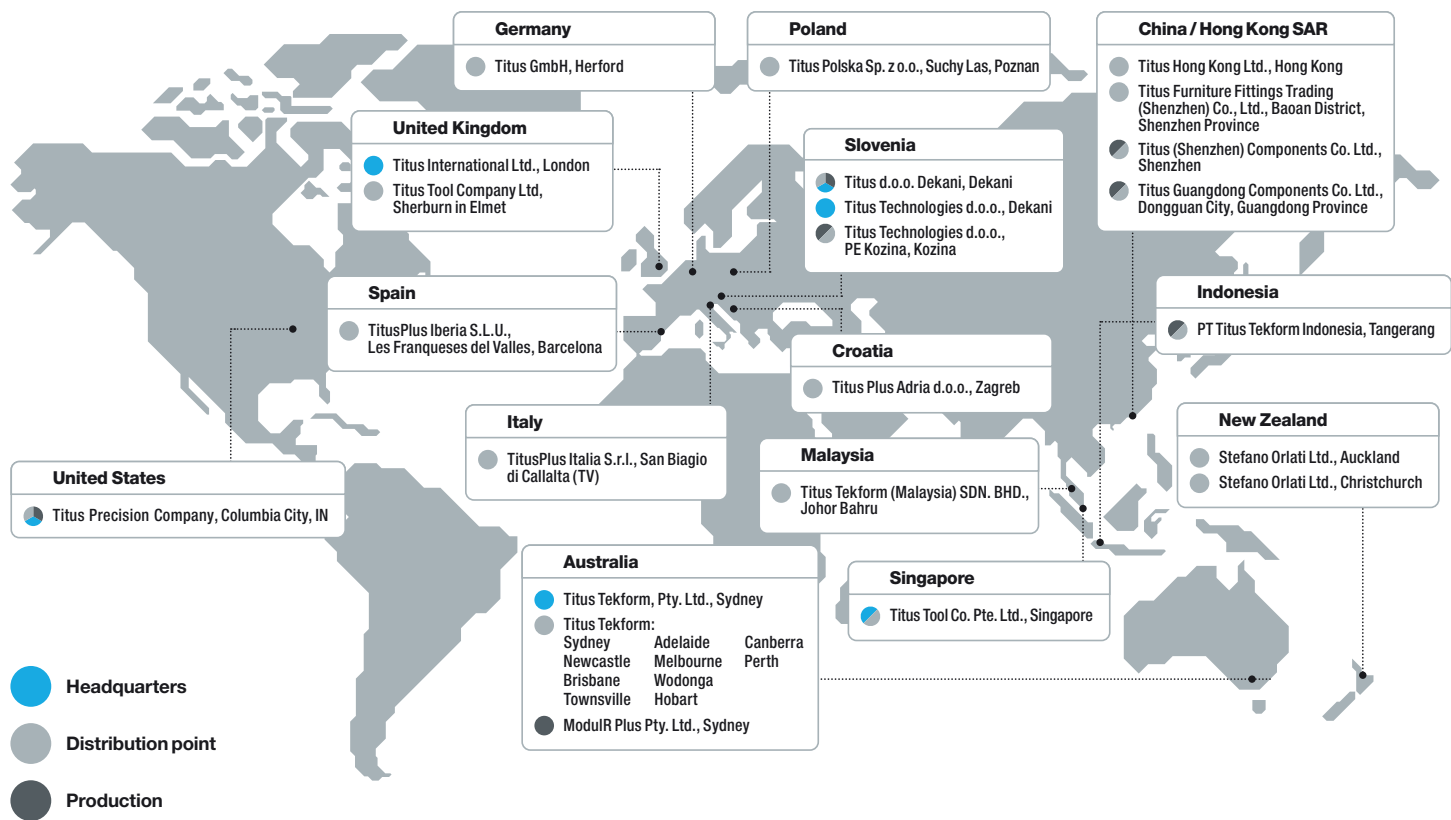 Germany
Titus GmbH, Herford
Poland
Titus Polska Sp. z o.o., Suchy Las, Poznan
China / Hong Kong SAR
Titus Hong Kong Ltd., Hong Kong
Titus Furniture Fittings Trading
(Shenzhen) Co., Ltd., Baoan District,
Shenzhen Province
Titus (Shenzhen) Components Co. Ltd.,
Shenzhen
Titus Guangdong Components Co. Ltd.,
Dongguan City, Guangdong Province
United Kingdom
Titus International Ltd., London
Titus Tool Company Ltd,
Sherburn in Elmet
Slovenia
Titus d.o.o. Dekani, Dekani
Titus Technologies d.o.o., Dekani
Titus Technologies d.o.o.,
PE Kozina, Kozina
Spain
TitusPlus Iberia S.L.U.,
Les Franqueses del Valles, Barcelona
Indonesia
PT Titus Tekform Indonesia, Tangerang
Croatia
Titus Plus Adria d.o.o., Zagreb
Italy
TitusPlus Italia S.r.l., San Biagio
di Callalta (TV)
New Zealand
Stefano Orlati Ltd., Auckland
Stefano Orlati Ltd., Christchurch
Malaysia
Titus Tekform (Malaysia) SDN. BHD.,
Johor Bahru
United States
Titus Precision Company, Columbia City, IN
Australia
Titus Tekform, Pty. Ltd., Sydney
Titus Tekform:
Sydney Adelaide Canberra
Newcastle Melbourne Perth
Brisbane Wodonga
Townsville Hobart
ModulR Plus Pty. Ltd., Sydney
Singapore
Titus Tool Co. Pte. Ltd., Singapore
Headquarters
Distribution point
Production